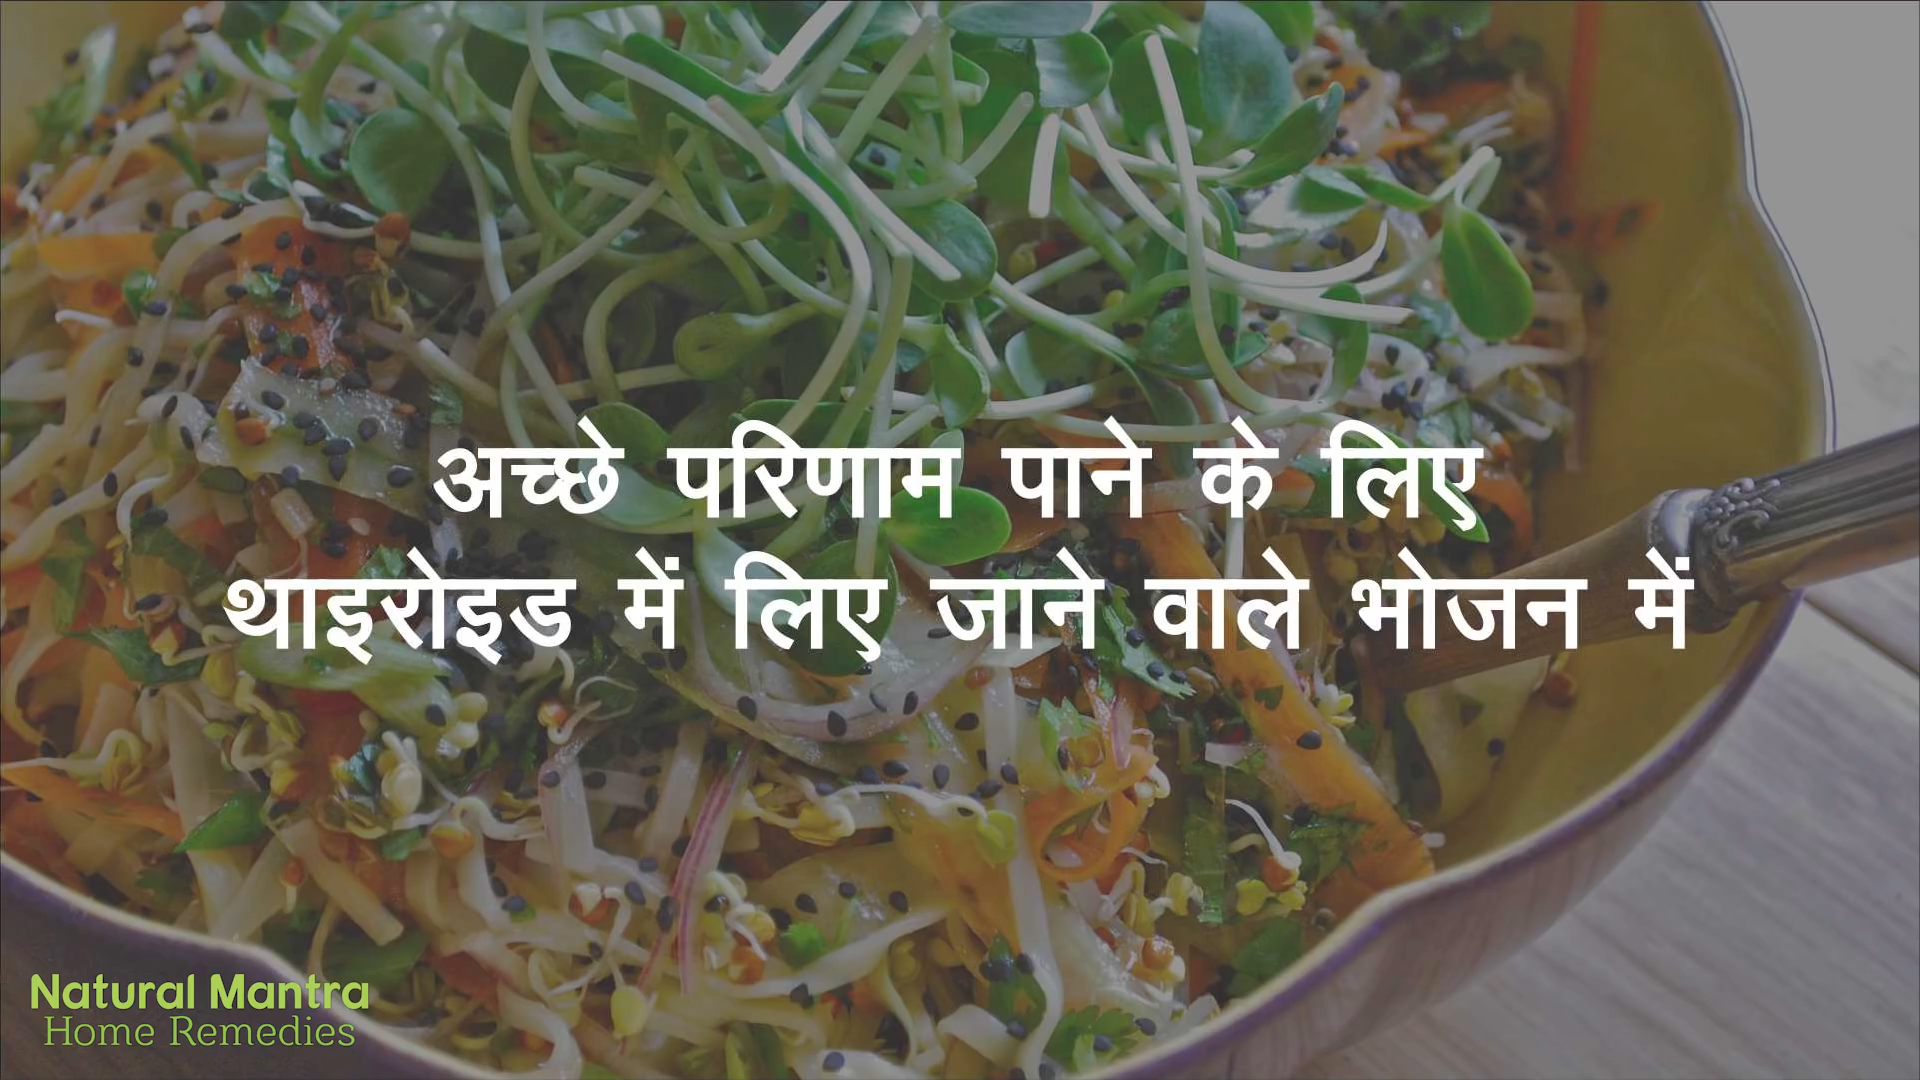 अच्छे परिणाम पाने के लिए
थाइरोइड में लिए जाने वाले भोजन में
Natural Mantra
Home Remedies